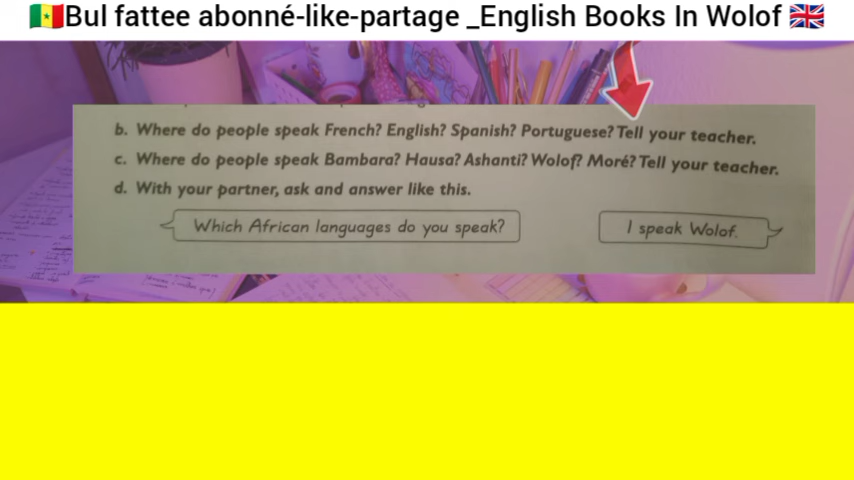 🇸🇳Bul fattee abonné-like-partage _English Books In Wolof 🇬🇧
b. Where do people speak French? English? Spanish? Portuguese? Tell your teacher.
c. Where do people speak Bambara? Hausa? Ashanti? Wolof? Moré? Tell your teacher.
d. With your partner, ask and answer like this.
Which African languages do you speak?
I speak Wolof.